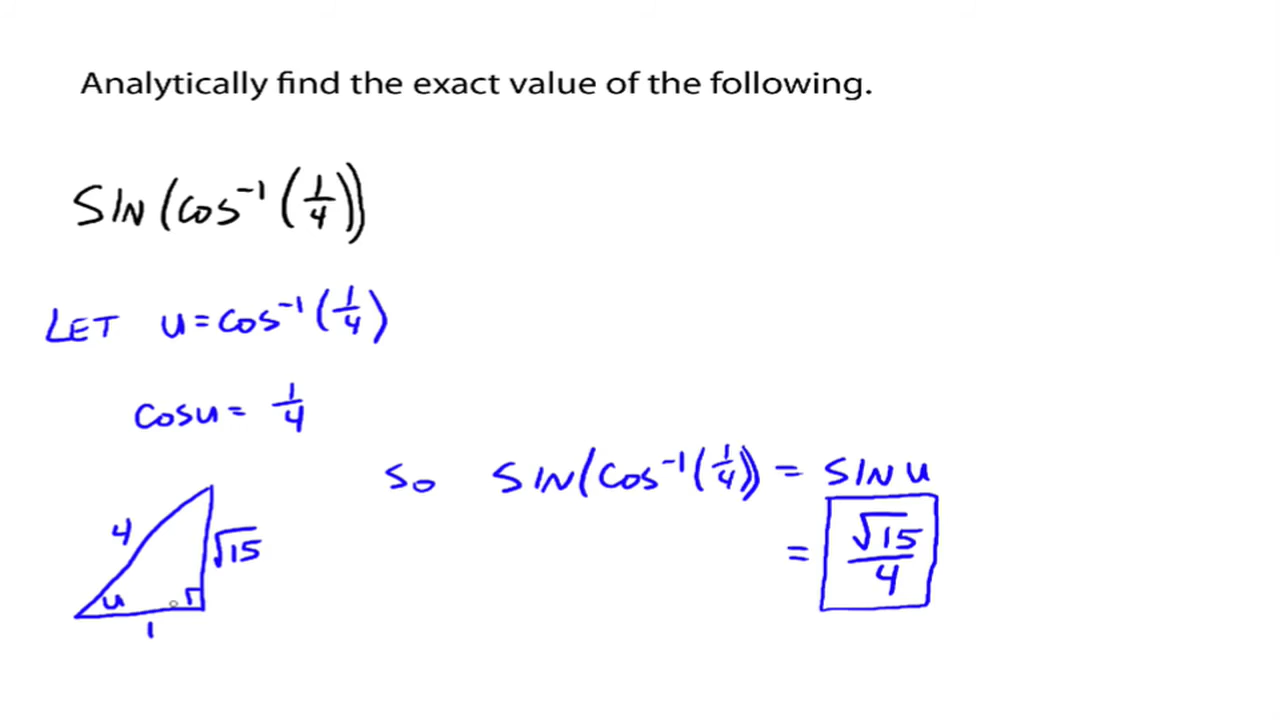 Analytically find the exact value of the following.
SIN (cos⁻¹ (1/4))
LET u = cos⁻¹ (1/4)
cosu = 1/4
So SIN(cos⁻¹(1/4)) = SIN u
= √15/4
4
√15
u
1